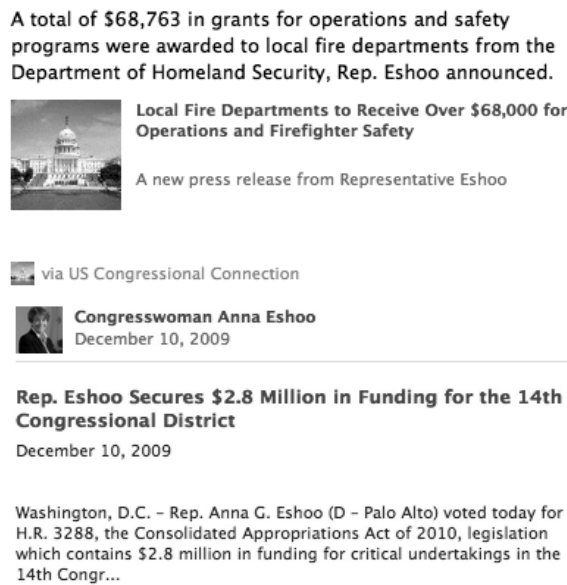 A total of $68,763 in grants for operations and safety
programs were awarded to local fire departments from the
Department of Homeland Security, Rep. Eshoo announced.
Local Fire Departments to Receive Over $68,000 for
Operations and Firefighter Safety
A new press release from Representative Eshoo
via US Congressional Connection
Congresswoman Anna Eshoo
December 10, 2009
Rep. Eshoo Secures $2.8 Million in Funding for the 14th
Congressional District
December 10, 2009
Washington, D.C. – Rep. Anna G. Eshoo (D – Palo Alto) voted today for
H.R. 3288, the Consolidated Appropriations Act of 2010, legislation
which contains $2.8 million in funding for critical undertakings in the
14th Congr...